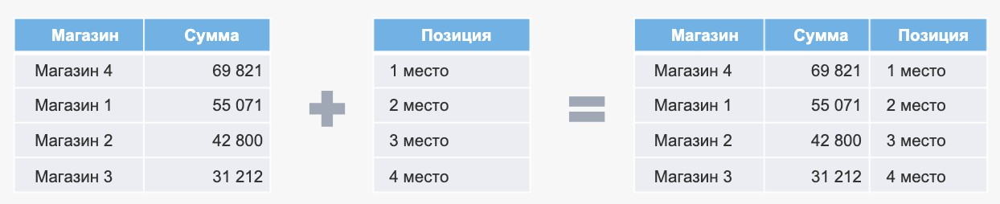 Магазин Сумма Позиция Магазин Сумма Позиция
Магазин 4 69 821 1 место Магазин 4 69 821 1 место
Магазин 1 55 071 2 место Магазин 1 55 071 2 место
Магазин 2 42 800 3 место Магазин 2 42 800 3 место
Магазин 3 31 212 4 место Магазин 3 31 212 4 место